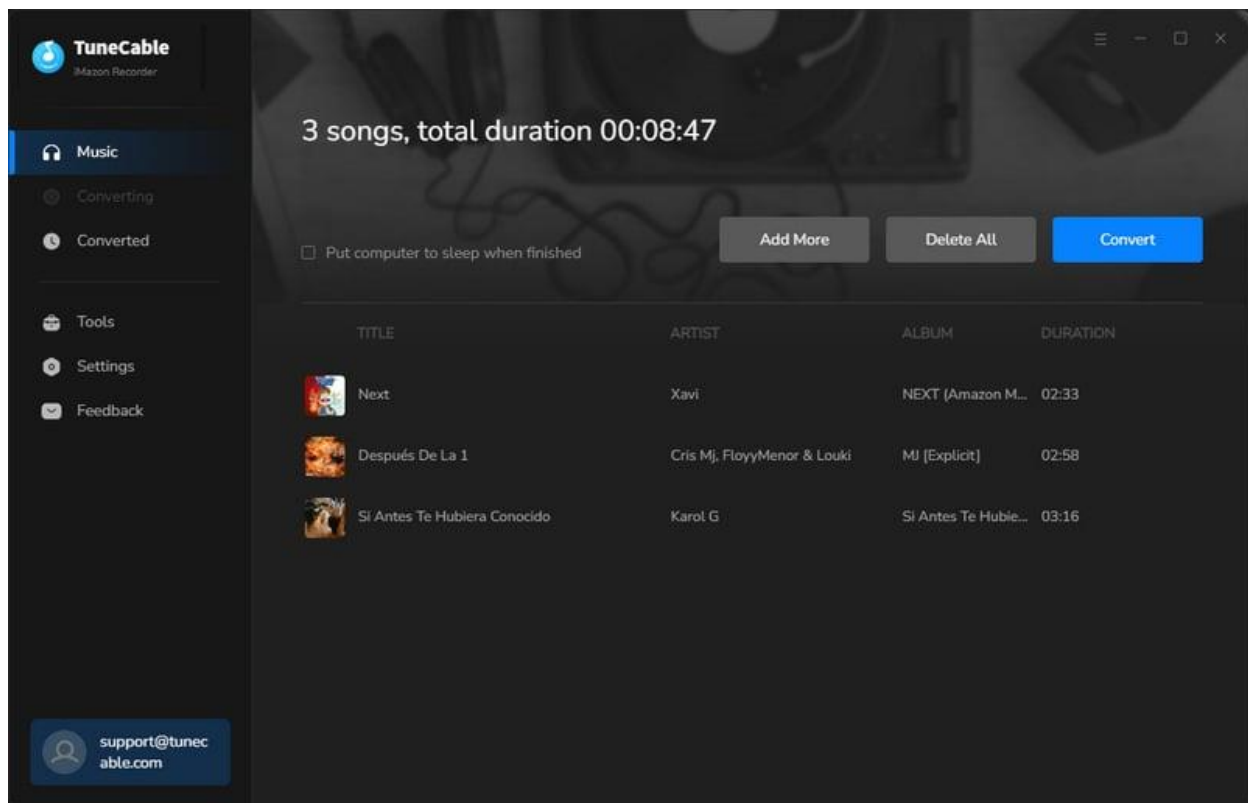 TuneCable
iMazon Recorder
Music
Converting
Converted
Tools
Settings
Feedback
support@tunec
able.com
3 songs, total duration 00:08:47
Put computer to sleep when finished
Add More Delete All Convert
TITLE ARTIST ALBUM DURATION
Next Xavi NEXT (Amazon M... 02:33
Después De La 1 Cris Mj, FloyyMenor & Louki MJ [Explicit] 02:58
Si Antes Te Hubiera Conocido Karol G Si Antes Te Hubie... 03:16